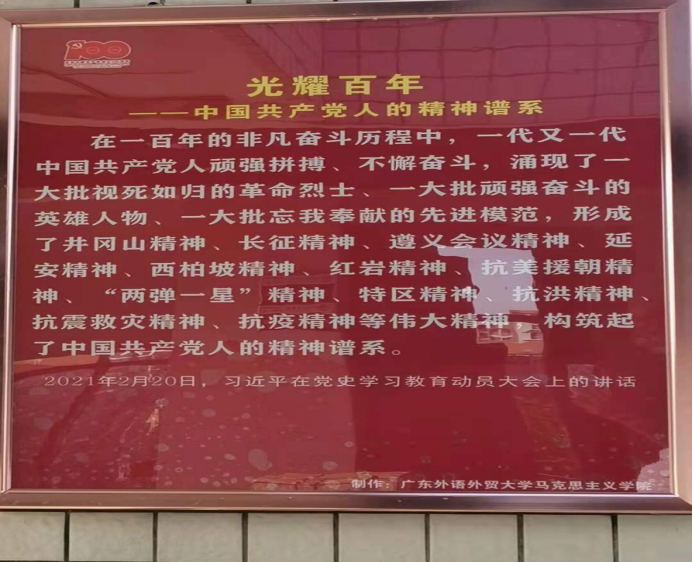 光耀百年
——中国共产党人的精神谱系
在一百年的非凡奋斗历程中，一代又一代
中国共产党人顽强拼搏、不懈奋斗，涌现了一
大批视死如归的革命烈士、一大批顽强奋斗的
英雄人物、一大批忘我奉献的先进模范，形成
了井冈山精神、长征精神、遵义会议精神、延
安精神、西柏坡精神、红岩精神、抗美援朝精
神、“两弹一星”精神、特区精神、抗洪精神、
抗震救灾精神、抗疫精神等伟大精神，构筑起
了中国共产党人的精神谱系。
2021年2月20日，习近平在党史学习教育动员大会上的讲话
制作：广东外语外贸大学马克思主义学院